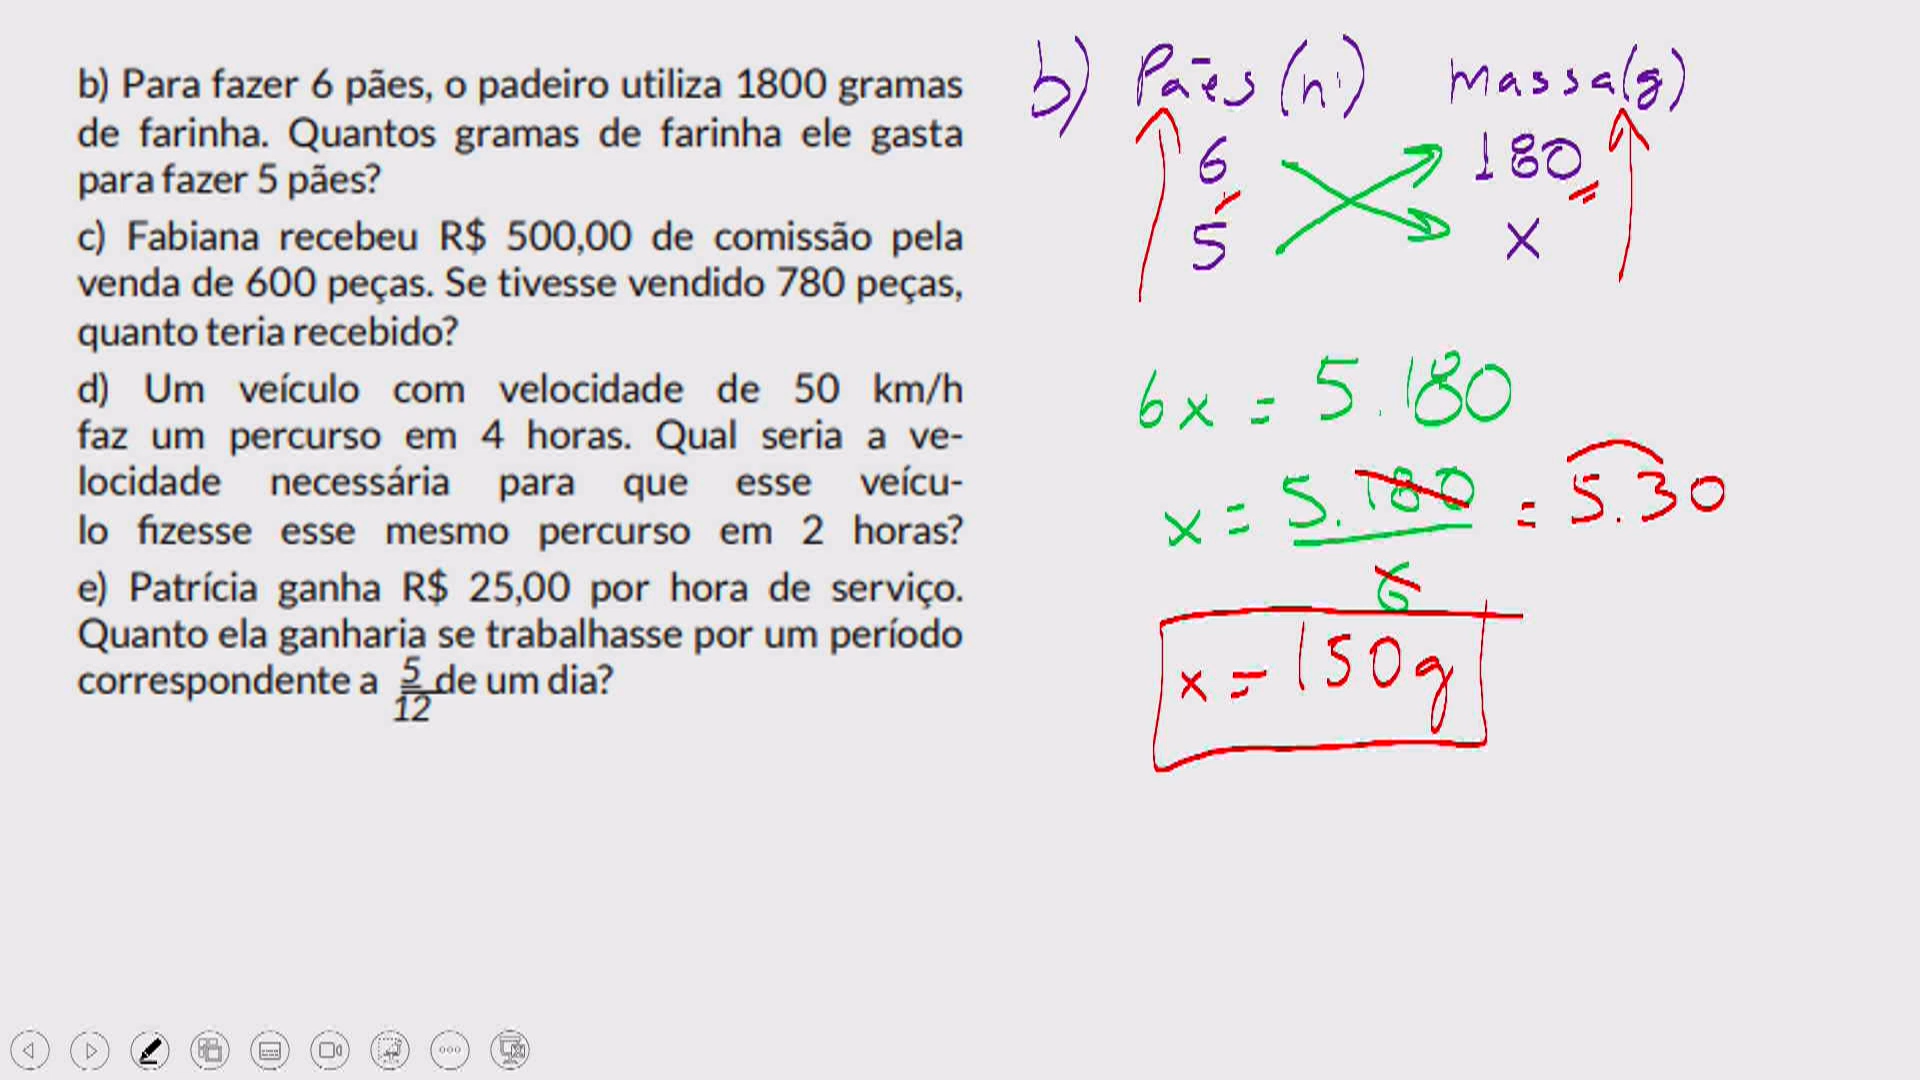 b) Para fazer 6 pães, o padeiro utiliza 1800 gramas
de farinha. Quantos gramas de farinha ele gasta
para fazer 5 pães?
c) Fabiana recebeu R$ 500,00 de comissão pela
venda de 600 peças. Se tivesse vendido 780 peças,
quanto teria recebido?
d) Um veículo com velocidade de 50 km/h
faz um percurso em 4 horas. Qual seria a ve-
locidade necessária para que esse veícu-
lo fizesse esse mesmo percurso em 2 horas?
e) Patrícia ganha R$ 25,00 por hora de serviço.
Quanto ela ganharia se trabalhasse por um período
correspondente a 5/12 de um dia?
b) Pães (nº) Massa(g)
6 180
5 x
6x = 5.180
x = 5.180/6 = 5.30
x = 150g